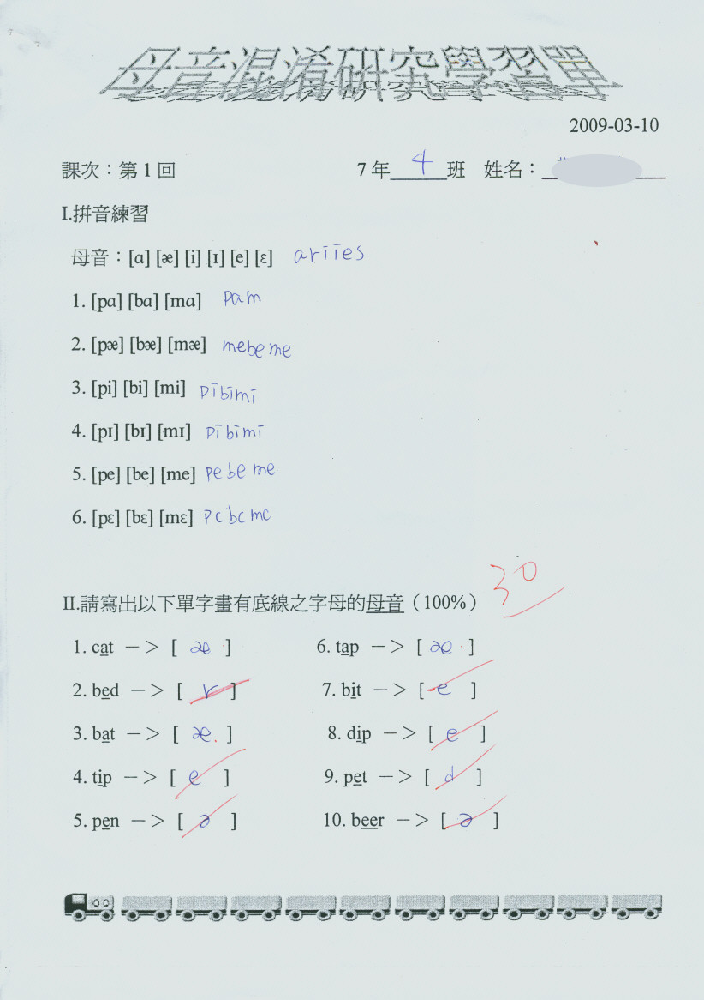 母音混淆研究學習單
2009-03-10
課次：第 1 回 7 年 4 班 姓名：
I.拼音練習
母音：[ɑ] [æ] [i] [ɪ] [e] [ɛ] arīīes
1. [pɑ] [bɑ] [mɑ] pam
2. [pæ] [bæ] [mæ] mebeme
3. [pi] [bi] [mi] pībīmī
4. [pɪ] [bɪ] [mɪ] pībīmī
5. [pe] [be] [me] pebeme
6. [pɛ] [bɛ] [mɛ] pcbcmc
30
II.請寫出以下單字畫有底線之字母的母音（100%）
1. cat —> [ æ ] 6. tap —> [ æ ]
2. bed —> [ r ] 7. bit —> [ e ]
3. bat —> [ æ ] 8. dip —> [ e ]
4. tip —> [ e ] 9. pet —> [ d ]
5. pen —> [ ə ] 10. beer —> [ ə ]